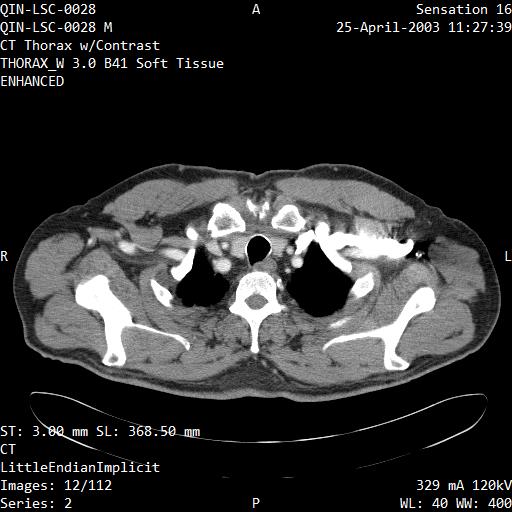 QIN-LSC-0028
A
Sensation 16
QIN-LSC-0028 M
25-April-2003 11:27:39
CT Thorax w/Contrast
THORAX_W 3.0 B41 Soft Tissue
ENHANCED
R
L
ST: 3.00 mm SL: 368.50 mm
CT
LittleEndianImplicit
Images: 12/112
329 mA 120kV
Series: 2
P
WL: 40 WW: 400